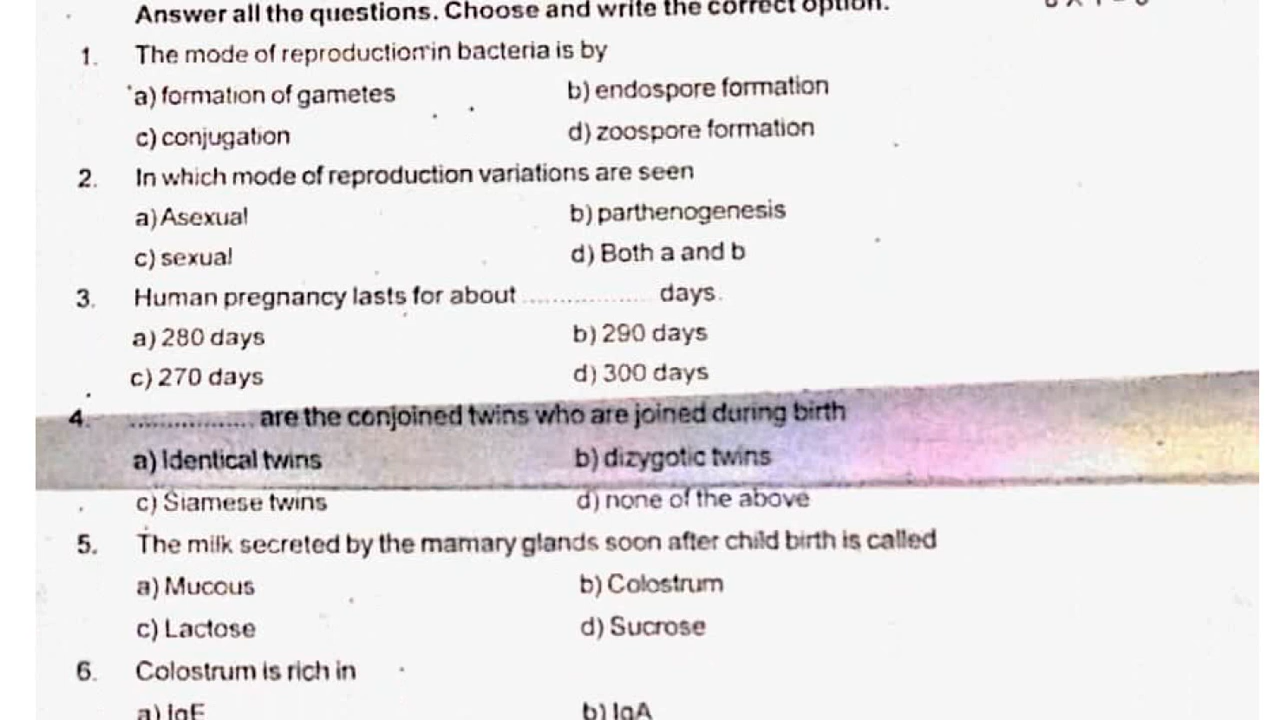 Answer all the questions. Choose and write the correct option.
1. The mode of reproduction in bacteria is by
a) formation of gametes b) endospore formation
c) conjugation d) zoospore formation
2. In which mode of reproduction variations are seen
a) Asexual b) parthenogenesis
c) sexual d) Both a and b
3. Human pregnancy lasts for about ................ days.
a) 280 days b) 290 days
c) 270 days d) 300 days
4. ................. are the conjoined twins who are joined during birth
a) Identical twins b) dizygotic twins
c) Siamese twins d) none of the above
5. The milk secreted by the mamary glands soon after child birth is called
a) Mucous b) Colostrum
c) Lactose d) Sucrose
6. Colostrum is rich in
a) IgE b) IgA